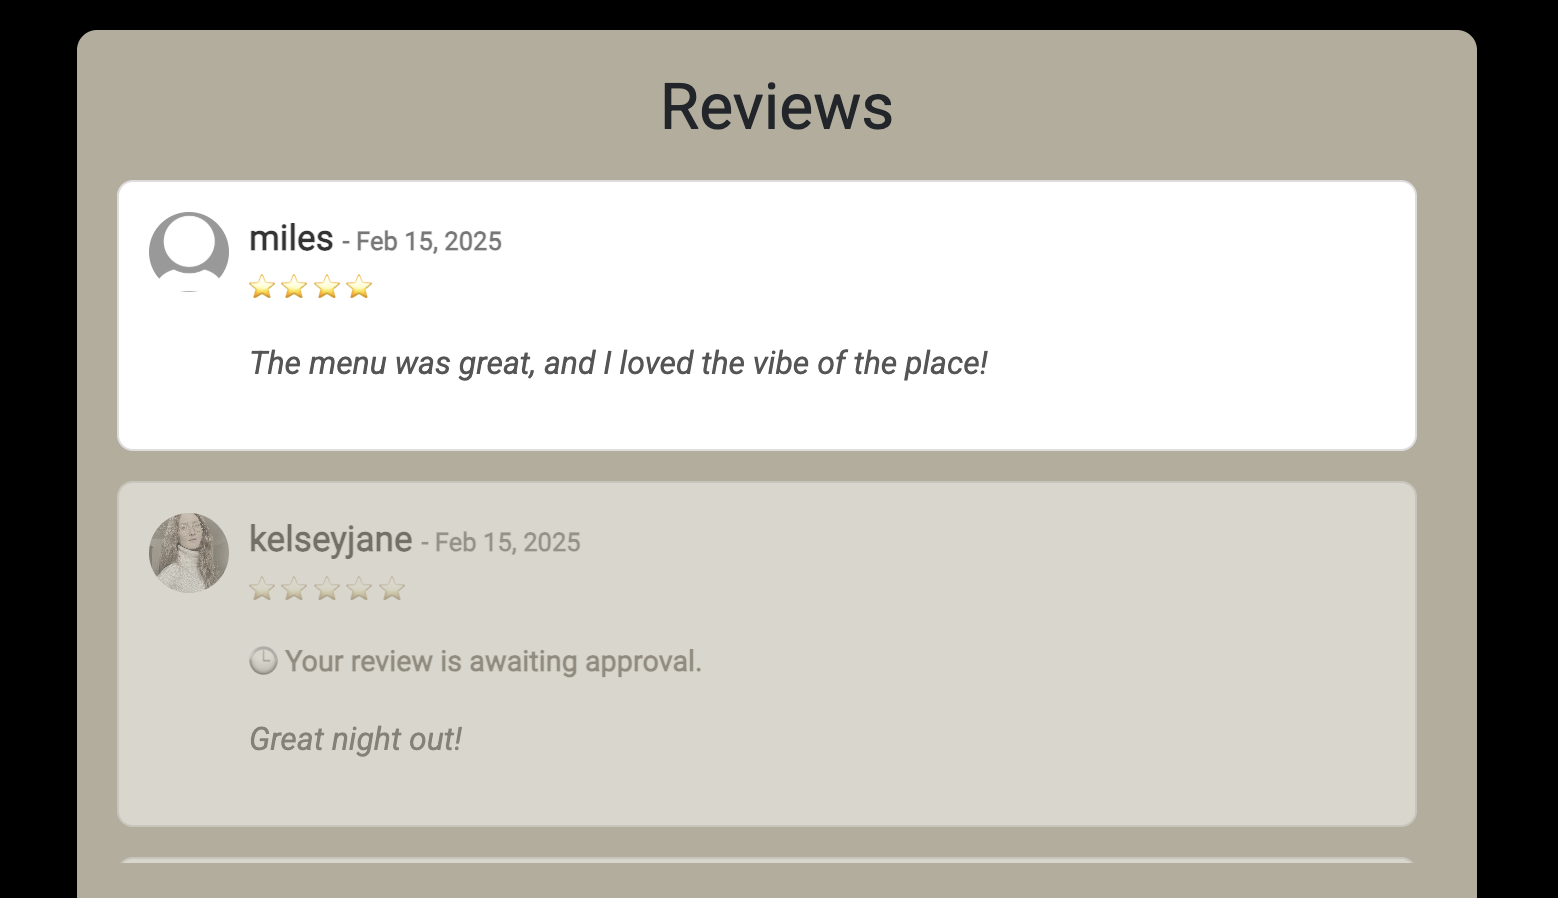 Reviews
miles - Feb 15, 2025
⭐⭐⭐⭐
The menu was great, and I loved the vibe of the place!
kelseyjane - Feb 15, 2025
⭐⭐⭐⭐⭐
🕒 Your review is awaiting approval.
Great night out!